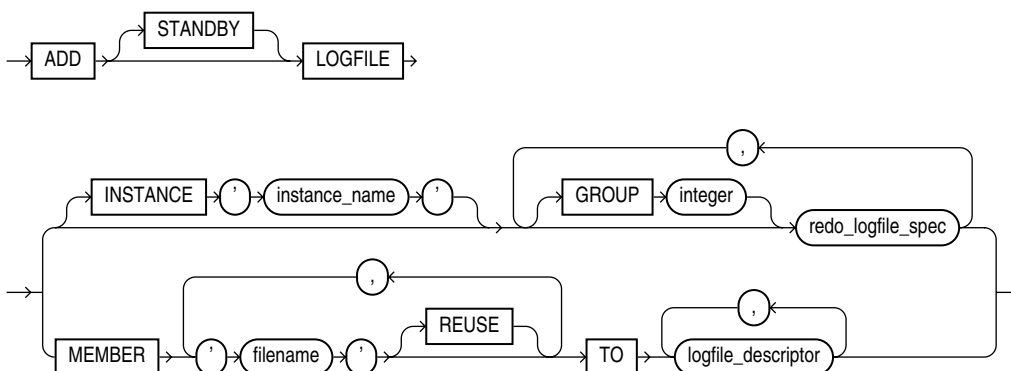 STANDBY
ADD LOGFILE
,
INSTANCE ' instance_name ' GROUP integer
redo_logfile_spec
, ,
REUSE
MEMBER ' filename ' TO logfile_descriptor